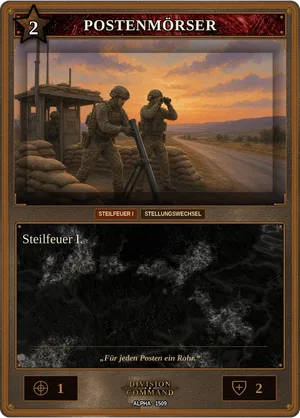 2
POSTENMÖRSER
STEILFEUER I STELLUNGSWECHSEL
Steilfeuer I.
„Für jeden Posten ein Rohr.“
1
DIVISION
COMMAND
ALPHA 1509
2